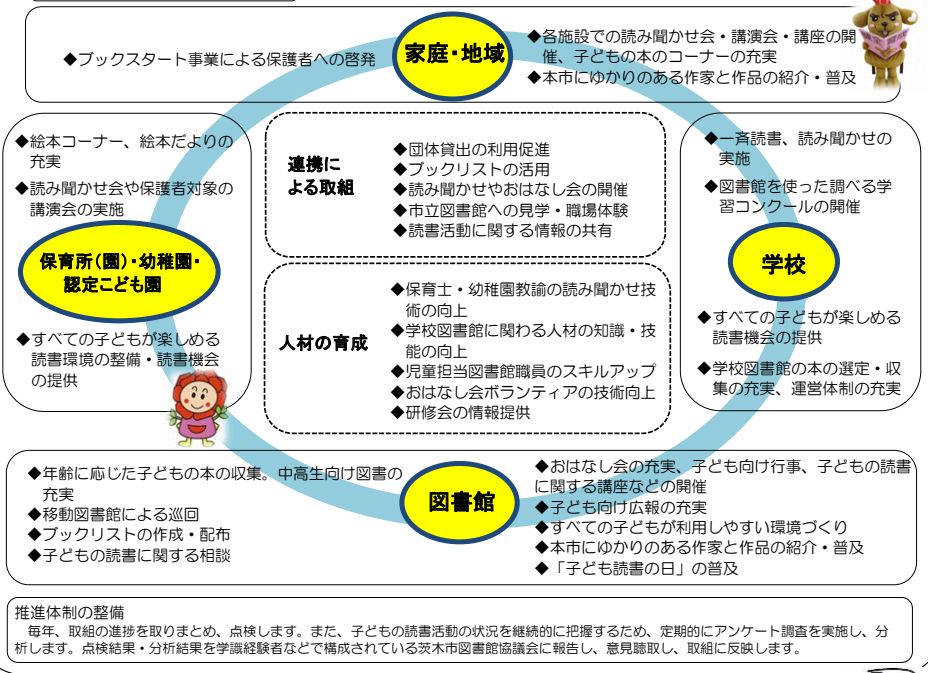 ◆ブックスタート事業による保護者への啓発
家庭・地域
◆各施設での読み聞かせ会・講演会・講座の開
催、子どもの本のコーナーの充実
◆本市にゆかりのある作家と作品の紹介・普及
◆絵本コーナー、絵本だよりの
充実
◆読み聞かせ会や保護者対象の
講演会の実施
保育所(園)・幼稚園・
認定こども園
◆すべての子どもが楽しめる
読書環境の整備・読書機会
の提供
連携に
よる取組
◆団体貸出の利用促進
◆ブックリストの活用
◆読み聞かせやおはなし会の開催
◆市立図書館への見学・職場体験
◆読書活動に関する情報の共有
人材の育成
◆保育士・幼稚園教諭の読み聞かせ技
術の向上
◆学校図書館に関わる人材の知識・技
能の向上
◆児童担当図書館職員のスキルアップ
◆おはなし会ボランティアの技術向上
◆研修会の情報提供
◆一斉読書、読み聞かせの
実施
◆図書館を使った調べる学
習コンクールの開催
学校
◆すべての子どもが楽しめる
読書機会の提供
◆学校図書館の本の選定・収
集の充実、運営体制の充実
◆年齢に応じた子どもの本の収集。中高生向け図書の
充実
◆移動図書館による巡回
◆ブックリストの作成・配布
◆子どもの読書に関する相談
図書館
◆おはなし会の充実、子ども向け行事、子どもの読書
に関する講座などの開催
◆子ども向け広報の充実
◆すべての子どもが利用しやすい環境づくり
◆本市にゆかりのある作家と作品の紹介・普及
◆「子ども読書の日」の普及
推進体制の整備
毎年、取組の進捗を取りまとめ、点検します。また、子どもの読書活動の状況を継続的に把握するため、定期的にアンケート調査を実施し、分
析します。点検結果・分析結果を学識経験者などで構成されている茨木市図書館協議会に報告し、意見聴取し、取組に反映します。